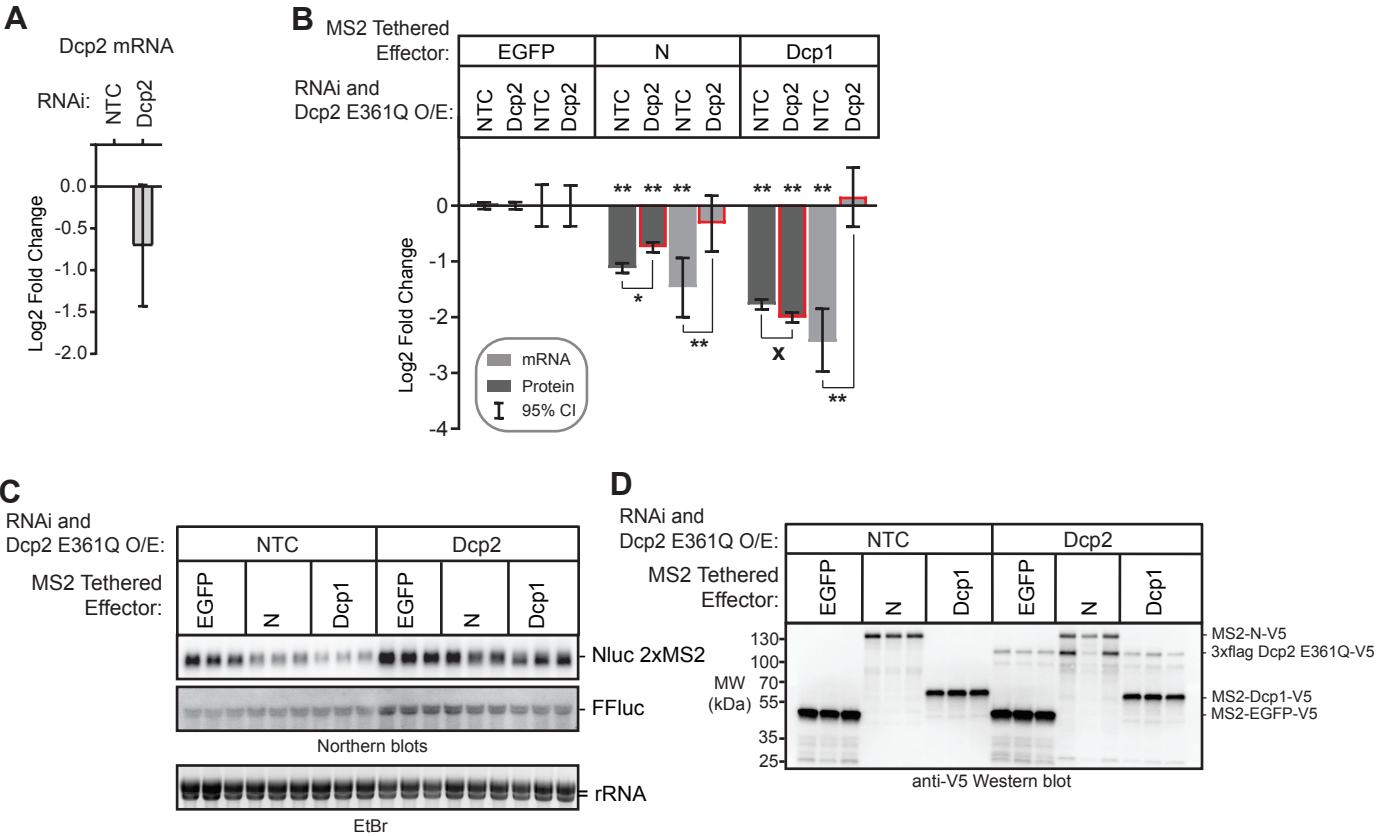 A
Dcp2 mRNA
RNAi:
NTC
Dcp2
Log2 Fold Change
0.0
-0.5
-1.0
-1.5
-2.0
B
MS2 Tethered
Effector:
EGFP N Dcp1
RNAi and
Dcp2 E361Q O/E:
NTC Dcp2 NTC Dcp2 NTC Dcp2 NTC Dcp2 NTC Dcp2 NTC Dcp2
Log2 Fold Change
** ** ** ** ** **
0
-1
-2
-3
-4
*
**
x
**
mRNA
Protein
95% CI
C
RNAi and
Dcp2 E361Q O/E:
NTC Dcp2
MS2 Tethered
Effector:
EGFP N Dcp1 EGFP N Dcp1
Nluc 2xMS2
FFluc
Northern blots
rRNA
EtBr
D
RNAi and
Dcp2 E361Q O/E:
NTC Dcp2
MS2 Tethered
Effector:
EGFP N Dcp1 EGFP N Dcp1
MW
(kDa)
130
100
70
55
35
25
MS2-N-V5
3xflag Dcp2 E361Q-V5
MS2-Dcp1-V5
MS2-EGFP-V5
anti-V5 Western blot